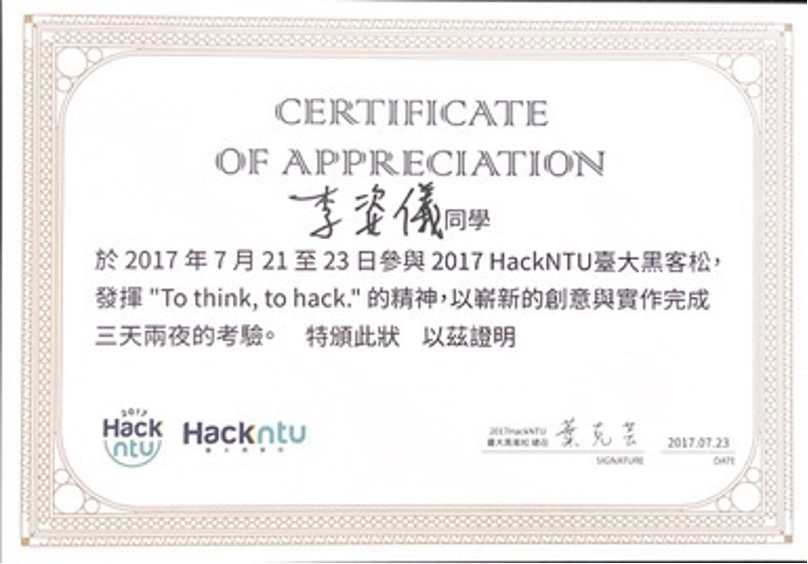 CERTIFICATE
OF APPRECIATION
李姿儀同學
於 2017 年 7 月 21 至 23 日參與 2017 HackNTU臺大黑客松,
發揮 "To think, to hack." 的精神,以嶄新的創意與實作完成
三天兩夜的考驗。 特頒此狀 以茲證明
2017
Hack
ntu
Hackntu
臺大黑客松
2017HackNTU
臺大黑客松 總召
葉克芸
2017.07.23
SIGNATURE
DATE